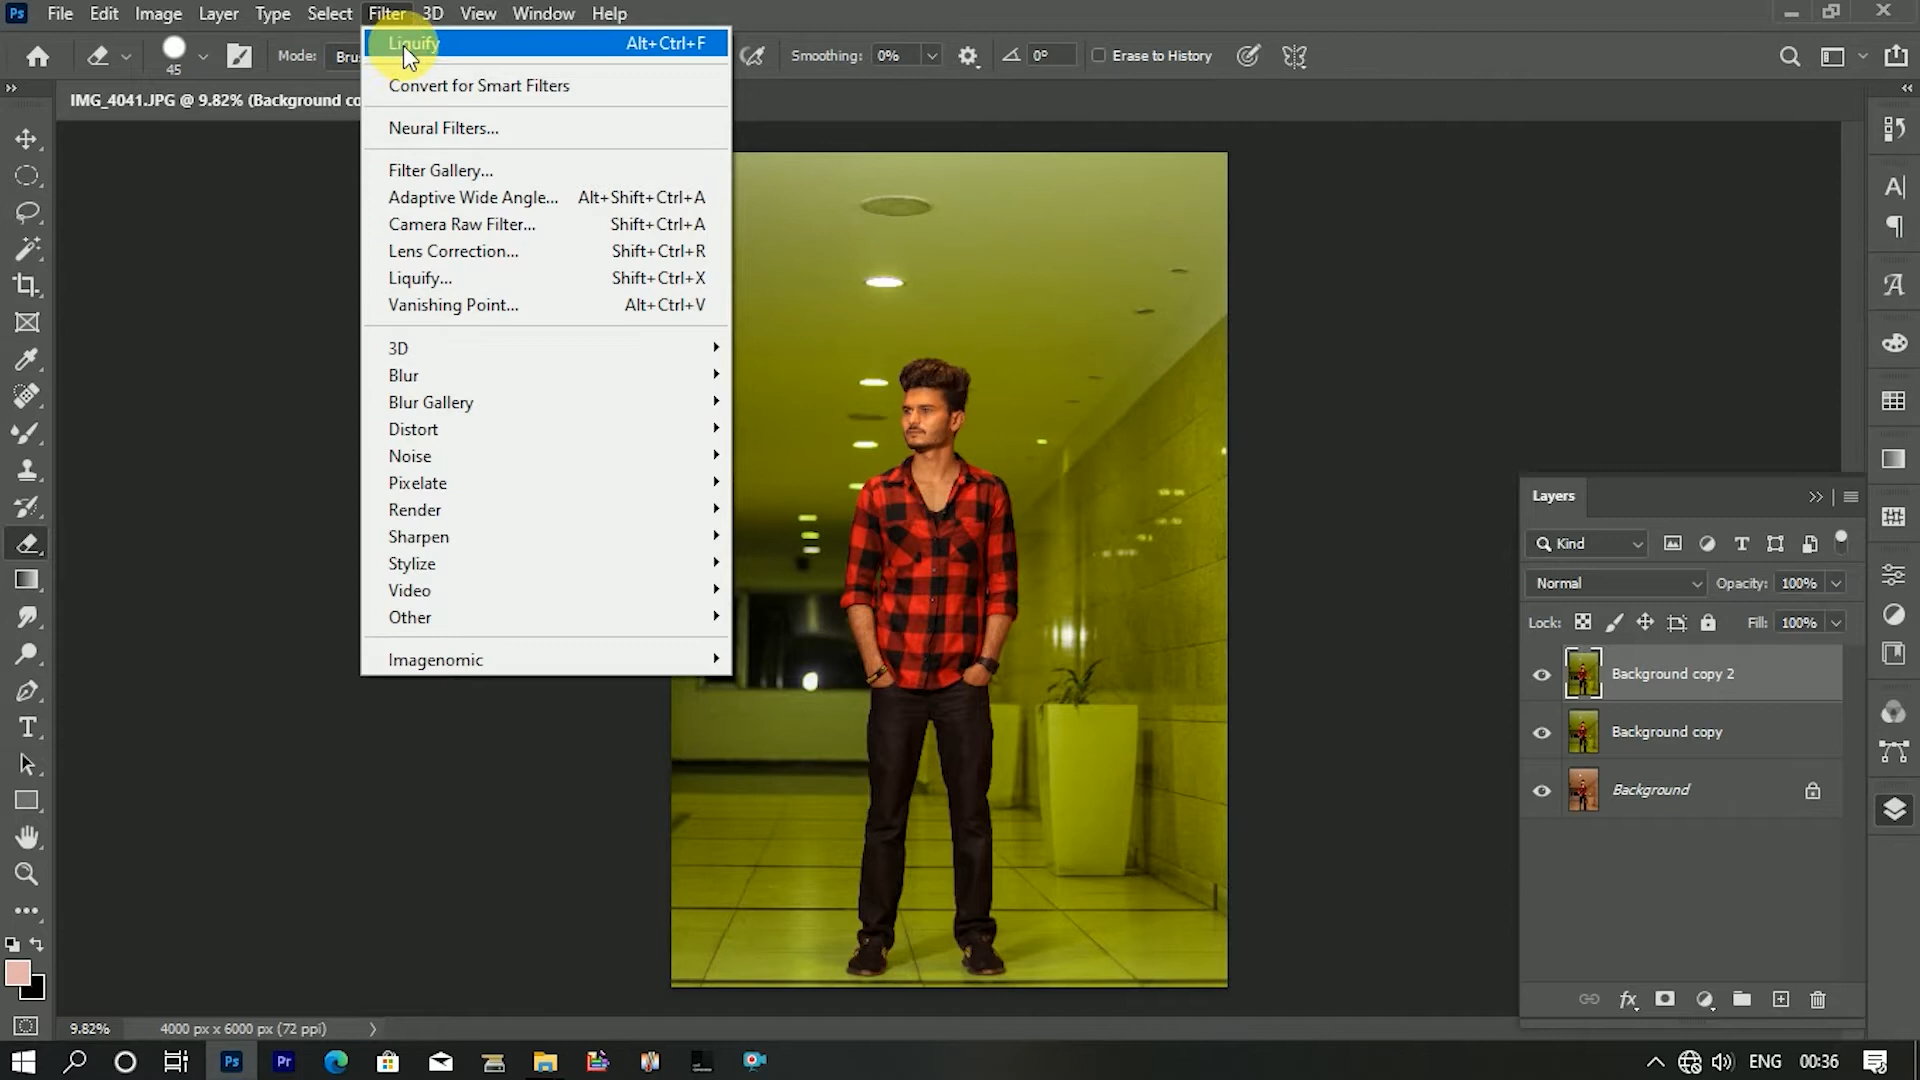 Ps File Edit Image Layer Type Select Filter 3D View Window Help
45 Mode: Smoothing: 0% 0° Erase to History
IMG_4041.JPG @ 9.82% (Background co
Liquify Alt+Ctrl+F
Convert for Smart Filters
Neural Filters...
Filter Gallery...
Adaptive Wide Angle... Alt+Shift+Ctrl+A
Camera Raw Filter... Shift+Ctrl+A
Lens Correction... Shift+Ctrl+R
Liquify... Shift+Ctrl+X
Vanishing Point... Alt+Ctrl+V
3D
Blur
Blur Gallery
Distort
Noise
Pixelate
Render
Sharpen
Stylize
Video
Other
Imagenomic
Layers
Kind
Normal Opacity: 100%
Lock: Fill: 100%
Background copy 2
Background copy
Background
9.82% 4000 px x 6000 px (72 ppi)
Ps Pr ENG 00:36